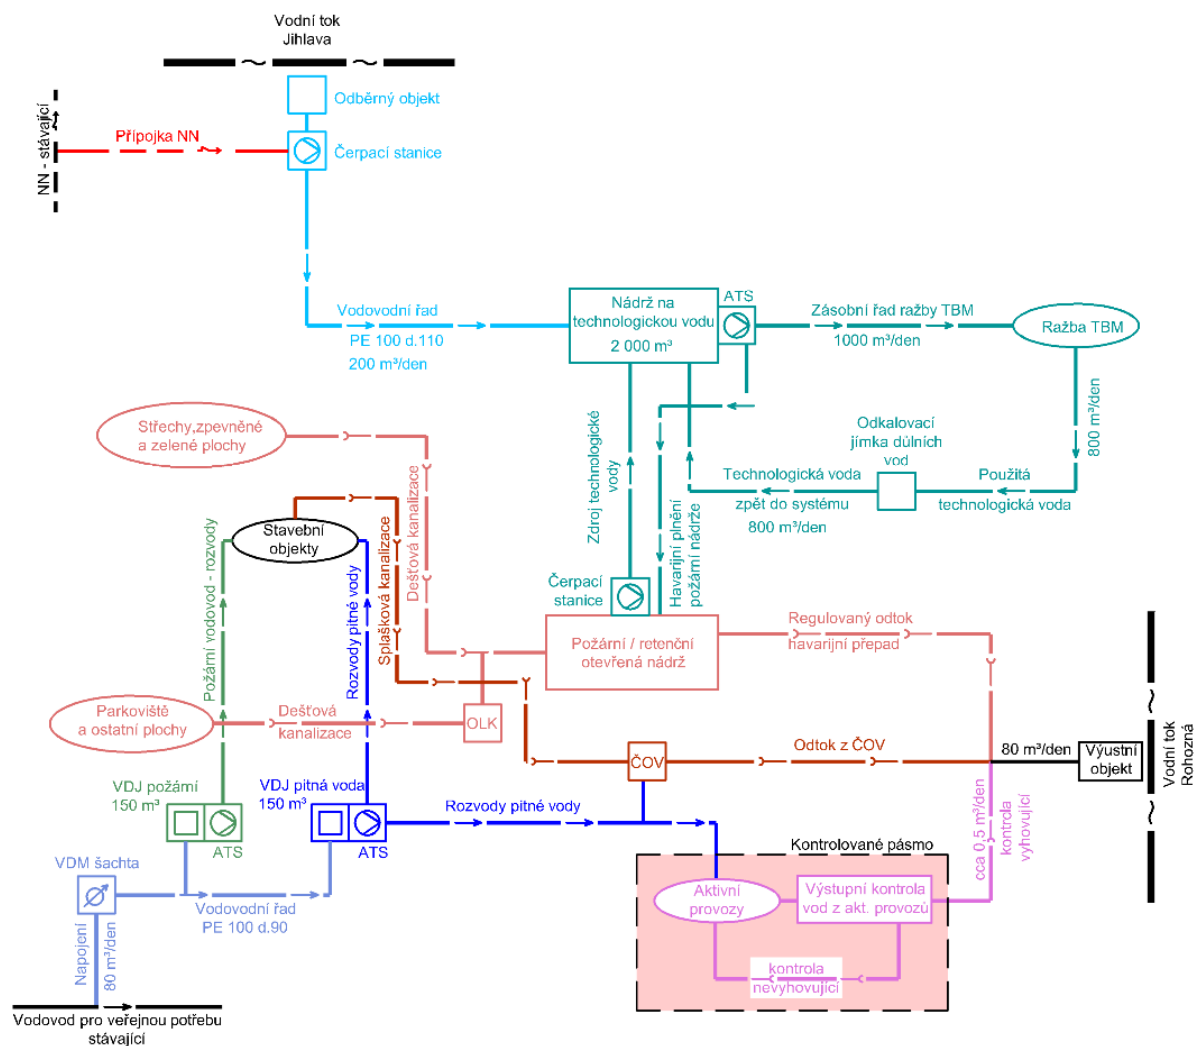 Vodní tok
Jihlava
Odběrný objekt
NN - stávající
Přípojka NN
Čerpací stanice
Vodovodní řad
PE 100 d.110
200 m³/den
Nádrž na
technologickou vodu
2 000 m³
ATS
Zásobní řad ražby TBM
1000 m³/den
Ražba TBM
800 m³/den
Odkalovací
jímka důlních
vod
Použitá
technologická voda
Technologická voda
zpět do systému
800 m³/den
Zdroj technologické
vody
Havarijní plnění
požární nádrže
Střechy,zpevněné
a zelené plochy
Dešťová kanalizace
Splašková kanalizace
Stavební
objekty
Požární vodovod - rozvody
Rozvody pitné vody
Čerpací
stanice
Požární / retenční
otevřená nádrž
Regulovaný odtok
havarijní přepad
Parkoviště
a ostatní plochy
Dešťová
kanalizace
OLK
ČOV
Odtok z ČOV
80 m³/den
Výustní
objekt
Vodní tok
Rohozná
VDJ požární
150 m³
ATS
VDJ pitná voda
150 m³
ATS
Rozvody pitné vody
cca 0,5 m³/den
kontrola
vyhovující
Kontrolované pásmo
Aktivní
provozy
Výstupní kontrola
vod z akt. provozů
kontrola
nevyhovující
VDM šachta
Vodovodní řad
PE 100 d.90
Napojení
80 m³/den
Vodovod pro veřejnou potřebu
stávající